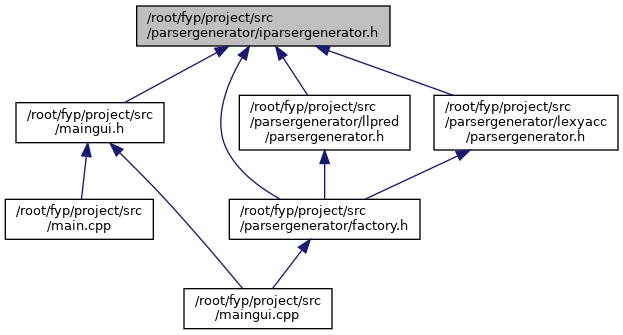 /root/fyp/project/src
/parsergenerator/iparsergenerator.h
/root/fyp/project/src
/maingui.h
/root/fyp/project/src
/parsergenerator/llpred
/parsergenerator.h
/root/fyp/project/src
/parsergenerator/lexyacc
/parsergenerator.h
/root/fyp/project/src
/main.cpp
/root/fyp/project/src
/parsergenerator/factory.h
/root/fyp/project/src
/maingui.cpp